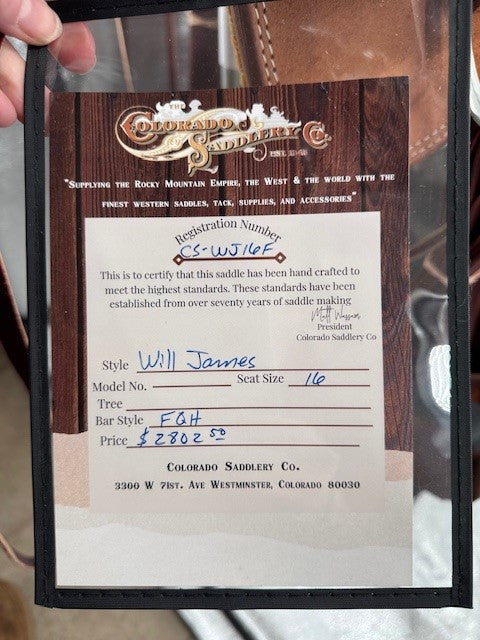 THE
COLORADO
SADDLERY CO.
"SUPPLYING THE ROCKY MOUNTAIN EMPIRE, THE WEST & THE WORLD WITH THE
FINEST WESTERN SADDLES, TACK, SUPPLIES, AND ACCESSORIES"
Registration Number
CS-WJ16F
This is to certify that this saddle has been hand crafted to
meet the highest standards. These standards have been
established from over seventy years of saddle making
President
Colorado Saddlery Co
Style Will James
Model No. Seat Size 16
Tree
Bar Style FQH
Price $2802 50
COLORADO SADDLERY CO.
3300 W 71ST. AVE WESTMINSTER, COLORADO 80030